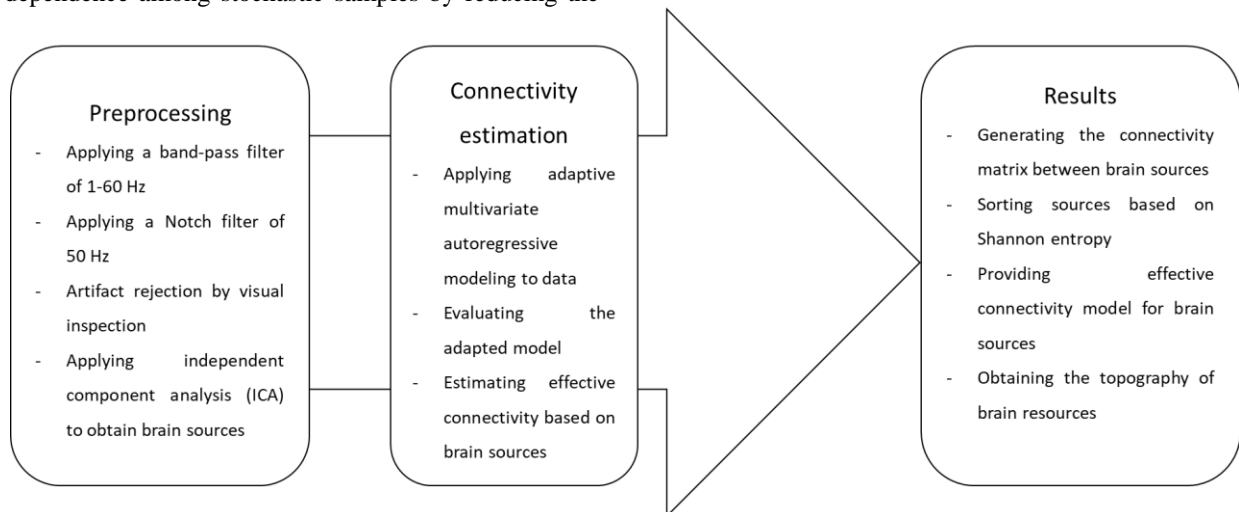 dependence among stochastic samples by reducing the
Preprocessing
- Applying a band-pass filter
of 1-60 Hz
- Applying a Notch filter of
50 Hz
- Artifact rejection by visual
inspection
- Applying independent
component analysis (ICA)
to obtain brain sources
Connectivity
estimation
- Applying adaptive
multivariate
autoregressive
modeling to data
- Evaluating the
adapted model
- Estimating effective
connectivity based on
brain sources
Results
- Generating the connectivity
matrix between brain sources
- Sorting sources based on
Shannon entropy
- Providing effective
connectivity model for brain
sources
- Obtaining the topography of
brain resources